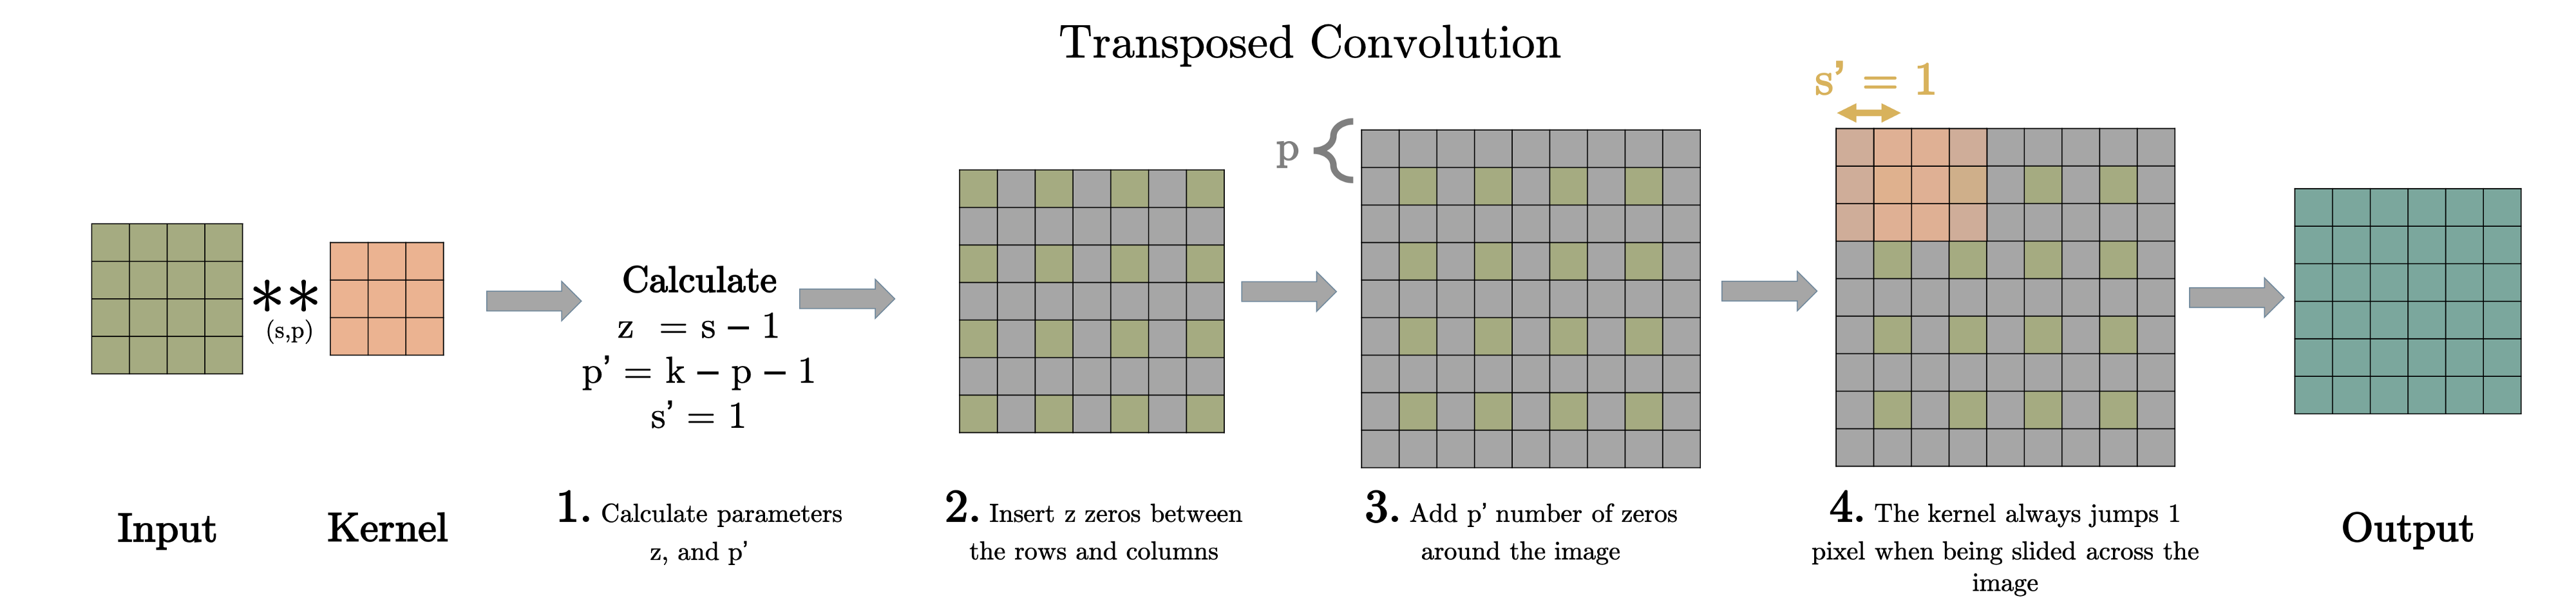 Transposed Convolution
s’ = 1
p
**
(s,p)
Calculate
z = s − 1
p’ = k − p − 1
s’ = 1
Input
Kernel
1. Calculate parameters
z, and p’
2. Insert z zeros between
the rows and columns
3. Add p’ number of zeros
around the image
4. The kernel always jumps 1
pixel when being slided across the
image
Output